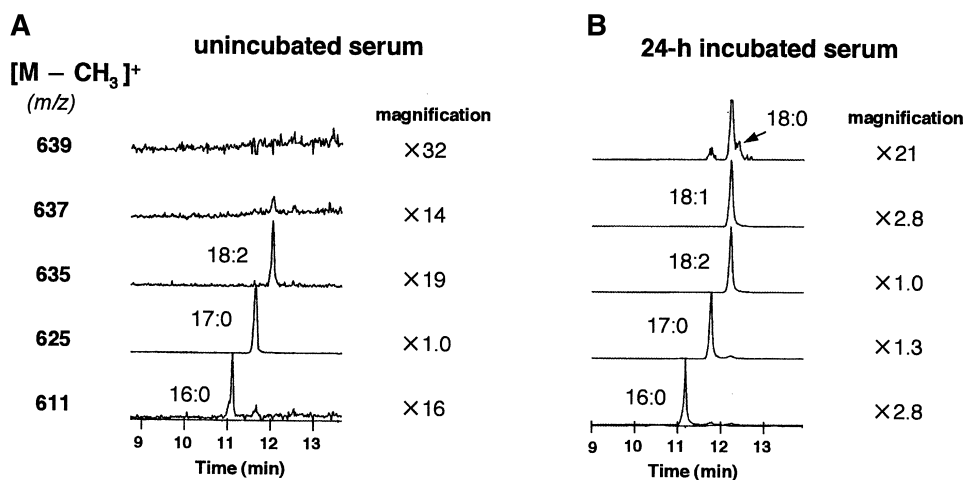 A
unincubated serum
[M – CH3]+
(m/z)
magnification
639
×32
637
×14
18:2
635
×19
17:0
625
×1.0
16:0
611
×16
9 10 11 12 13
Time (min)
B
24-h incubated serum
magnification
18:0
×21
18:1
×2.8
18:2
×1.0
17:0
×1.3
16:0
×2.8
9 10 11 12 13
Time (min)